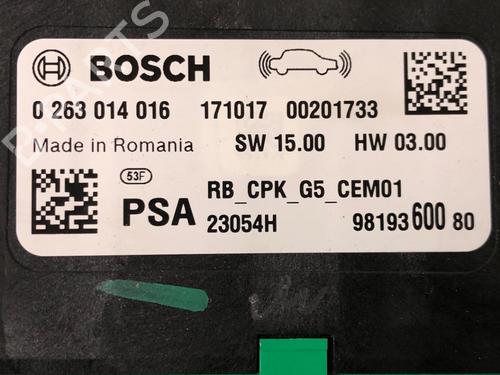 BOSCH
0 263 014 016 171017 00201733
Made in Romania SW 15.00 HW 03.00
53F RB_CPK_G5_CEM01
PSA 23054H 98193 600 80
B-PARTS